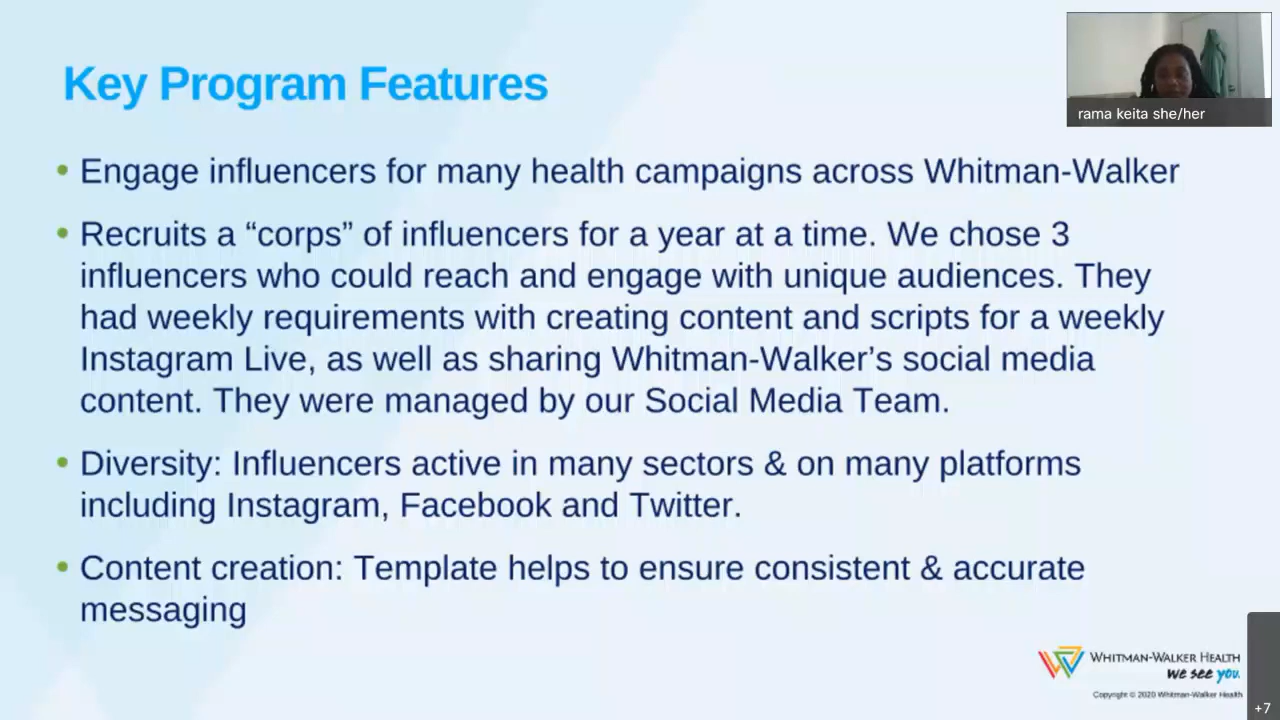 Key Program Features
rama keita she/her
• Engage influencers for many health campaigns across Whitman-Walker
• Recruits a “corps” of influencers for a year at a time. We chose 3
influencers who could reach and engage with unique audiences. They
had weekly requirements with creating content and scripts for a weekly
Instagram Live, as well as sharing Whitman-Walker’s social media
content. They were managed by our Social Media Team.
• Diversity: Influencers active in many sectors & on many platforms
including Instagram, Facebook and Twitter.
• Content creation: Template helps to ensure consistent & accurate
messaging
WHITMAN-WALKER HEALTH
we see you.
Copyright © 2020 Whitman-Walker Health
+7